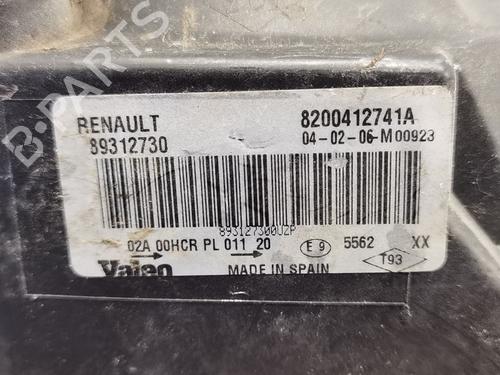 RENAULT 8200412741A
89312730 04-02-06-M00923
893127300UZP
02A 00HCR PL 011 20 E9 5562 XX
Valeo MADE IN SPAIN T93
B-PARTS